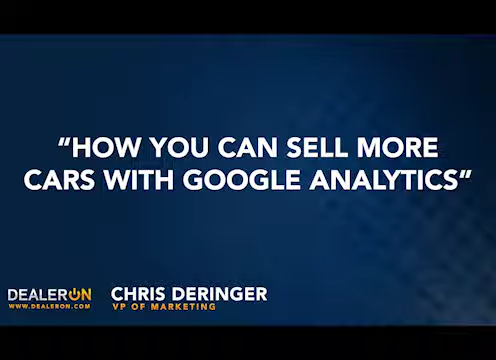 “HOW YOU CAN SELL MORE
CARS WITH GOOGLE ANALYTICS”
DEALERON
WWW.DEALERON.COM
CHRIS DERINGER
VP OF MARKETING